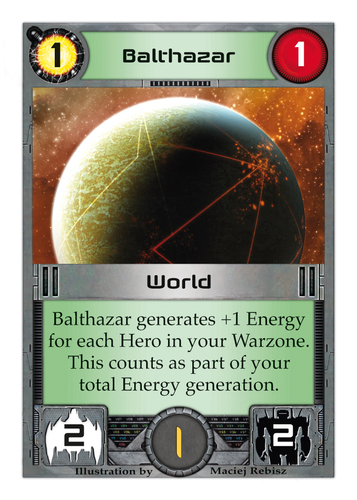 1 Balthazar 1
World
Balthazar generates +1 Energy
for each Hero in your Warzone.
This counts as part of your
total Energy generation.
2 1 2
Illustration by Maciej Rebisz